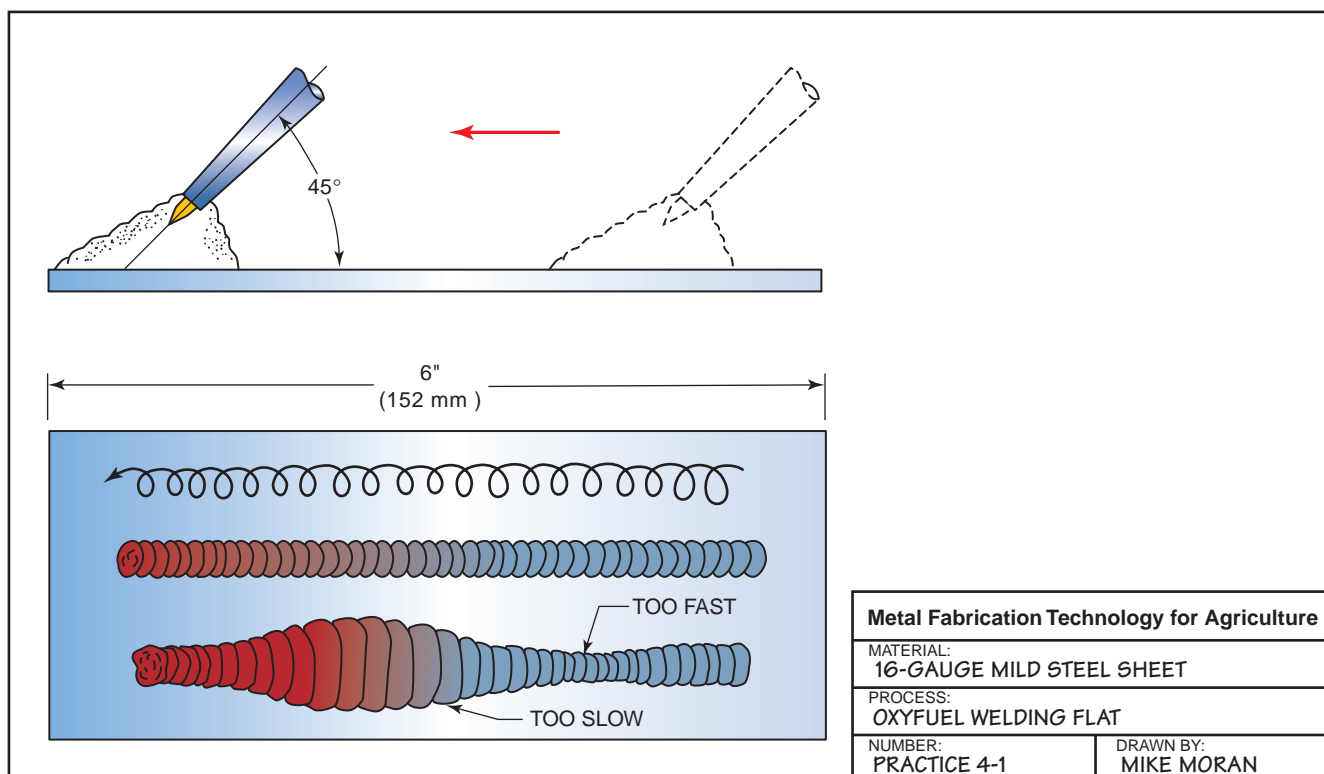 45°
6"
(152 mm )
TOO FAST
TOO SLOW
Metal Fabrication Technology for Agriculture
MATERIAL:
16-GAUGE MILD STEEL SHEET
PROCESS:
OXYFUEL WELDING FLAT
NUMBER:
PRACTICE 4-1
DRAWN BY:
MIKE MORAN